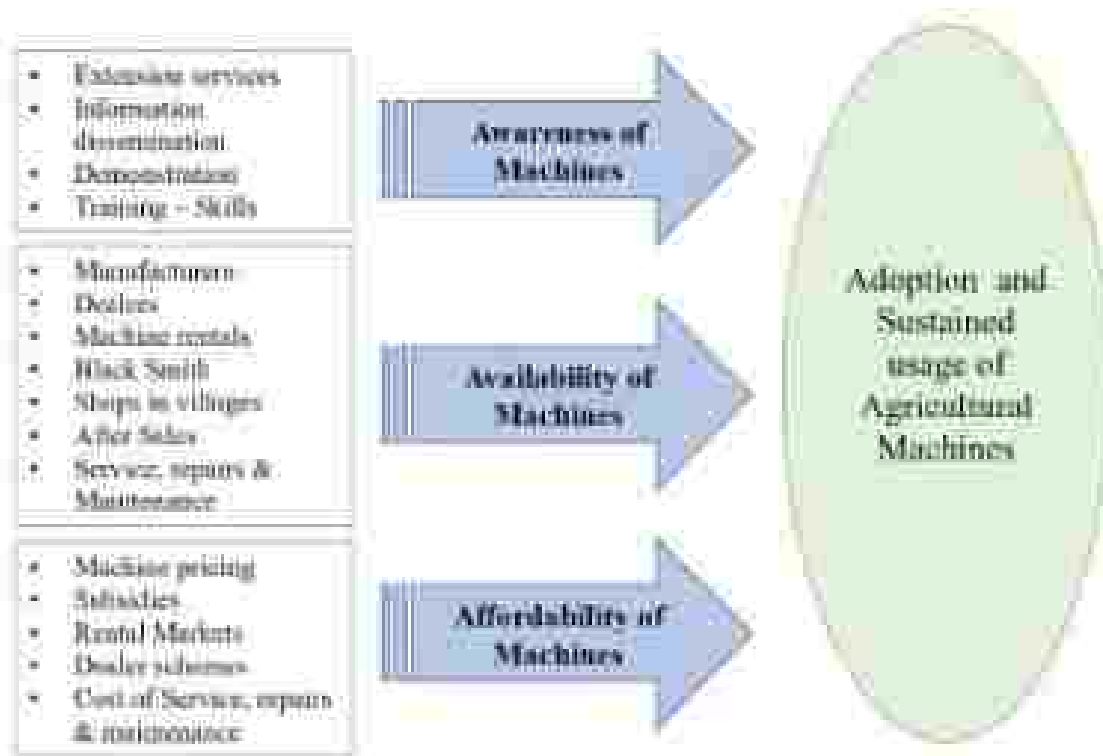 • Extension services
• Information
dissemination
• Demonstration
• Training – Skills
Awareness of
Machines
• Manufacturers
• Dealers
• Machine rentals
• Black Smith
• Shops in villages
• After Sales
• Service, repairs &
Maintenance
Availability of
Machines
• Machine pricing
• Subsidies
• Rental Markets
• Dealer schemes
• Cost of Service, repairs
& maintenance
Affordability of
Machines
Adoption and
Sustained
usage of
Agricultural
Machines